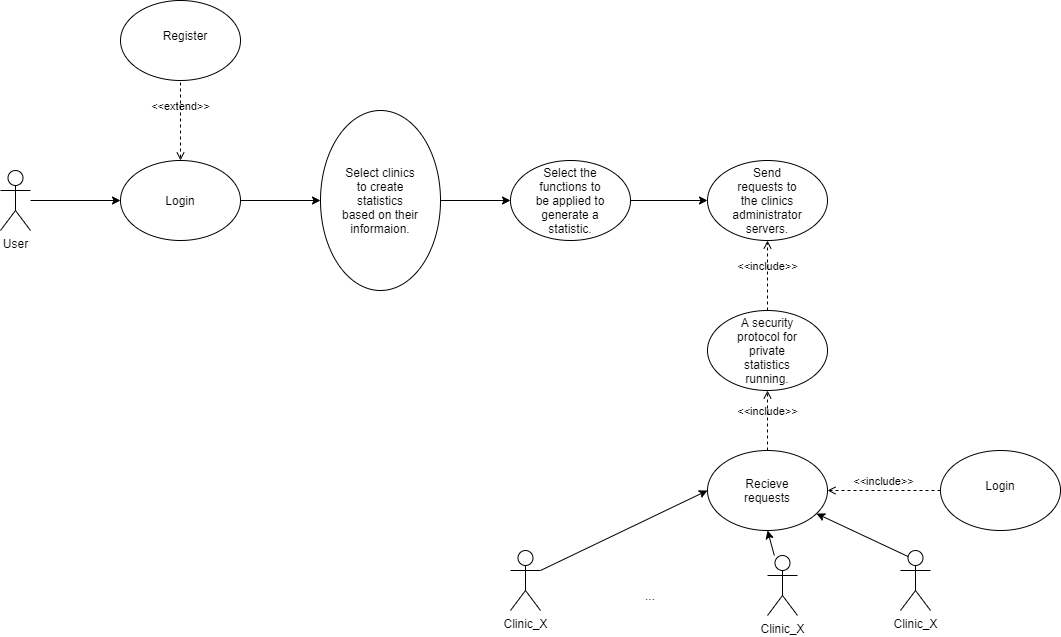 Register
<<extend>>
Login
Select clinics
to create
statistics
based on their
informaion.
Select the
functions to
be applied to
generate a
statistic.
Send
requests to
the clinics
administrator
servers.
User
<<include>>
A security
protocol for
private
statistics
running.
<<include>>
Recieve
requests
<<include>>
Login
Clinic_X
...
Clinic_X
Clinic_X